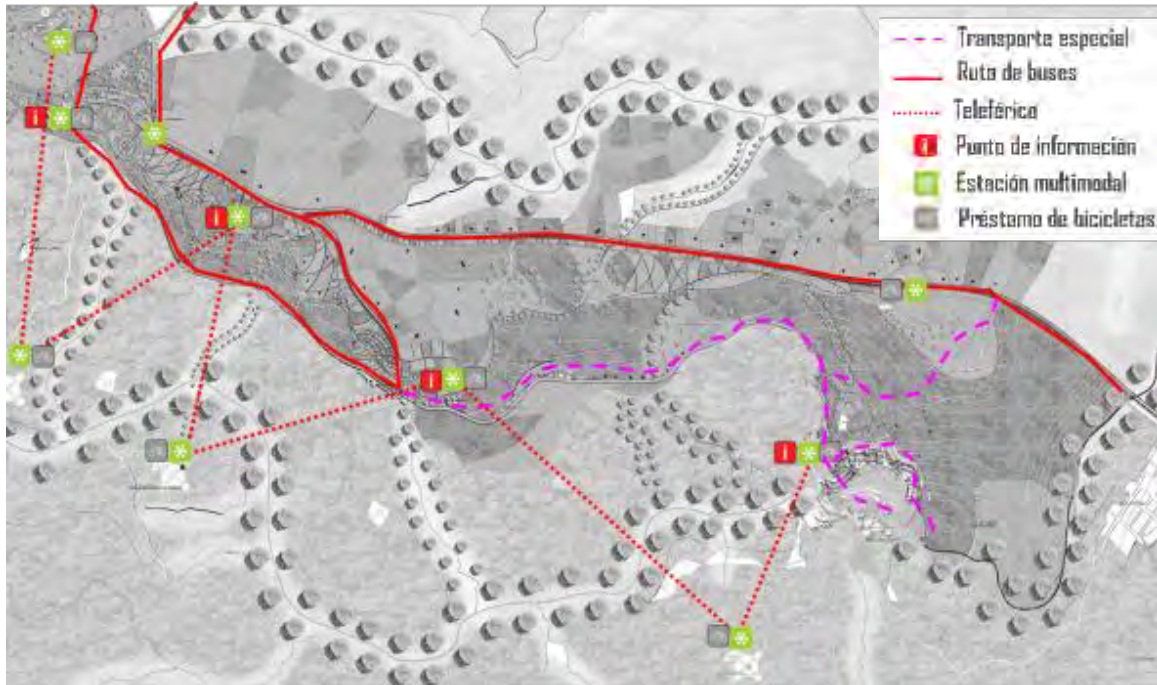 Transporte especial
Ruta de buses
Teleférico
Punto de información
Estación multimodal
Préstamo de bicicletas